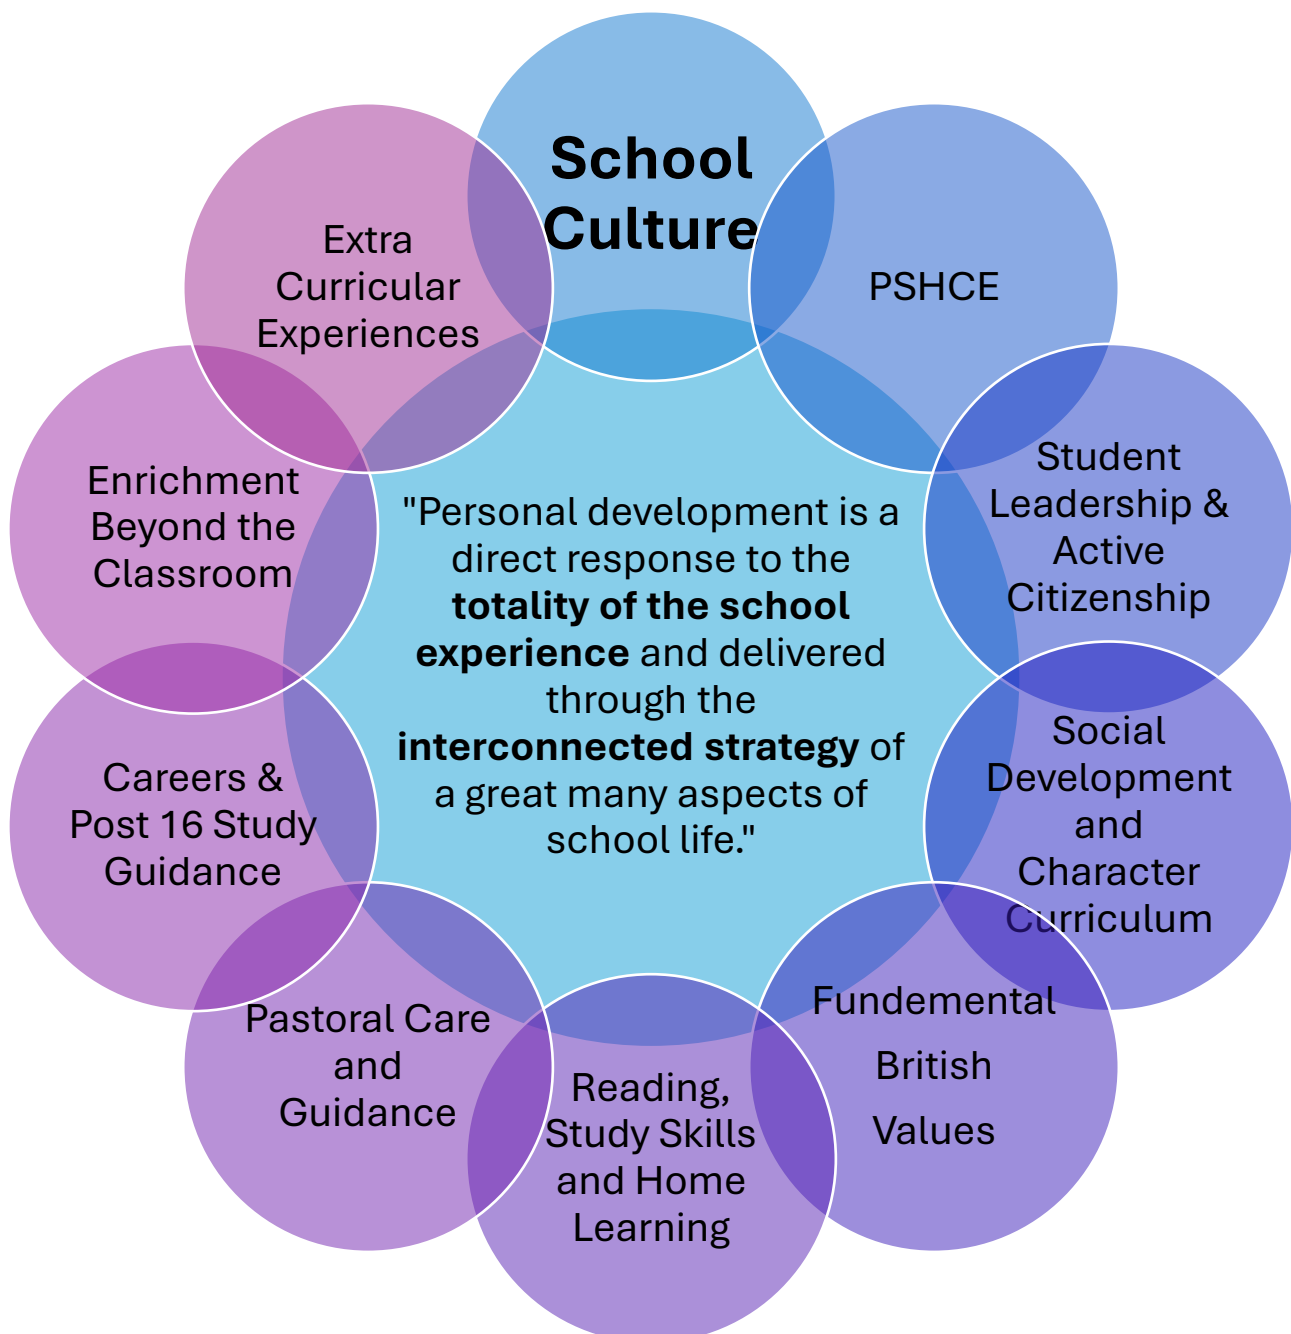 School
Culture
PSHCE
Student
Leadership &
Active
Citizenship
Social
Development
and
Character
Curriculum
Fundemental
British
Values
Reading,
Study Skills
and Home
Learning
Pastoral Care
and
Guidance
Careers &
Post 16 Study
Guidance
Enrichment
Beyond the
Classroom
Extra
Curricular
Experiences
"Personal development is a
direct response to the
totality of the school
experience and delivered
through the
interconnected strategy of
a great many aspects of
school life."